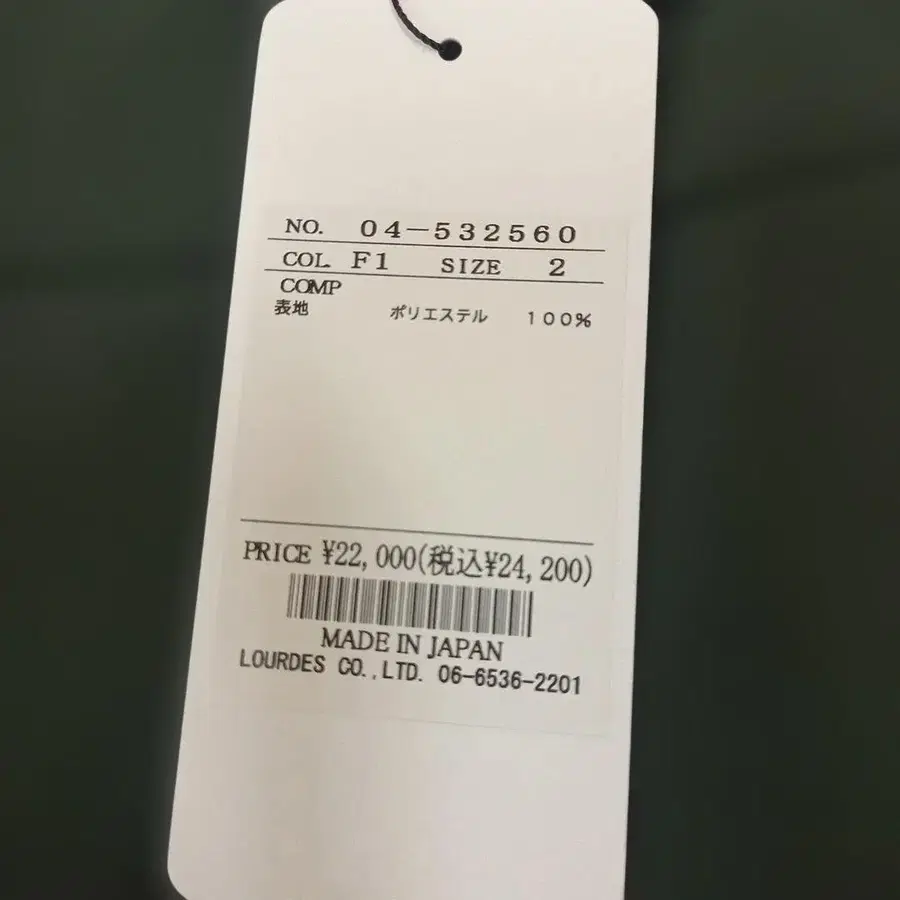 NO. 04-532560
COL. F1 SIZE 2
COMP
表地 ポリエステル 100%
PRICE ¥22,000(税込¥24,200)
MADE IN JAPAN
LOURDES CO.,LTD. 06-6536-2201